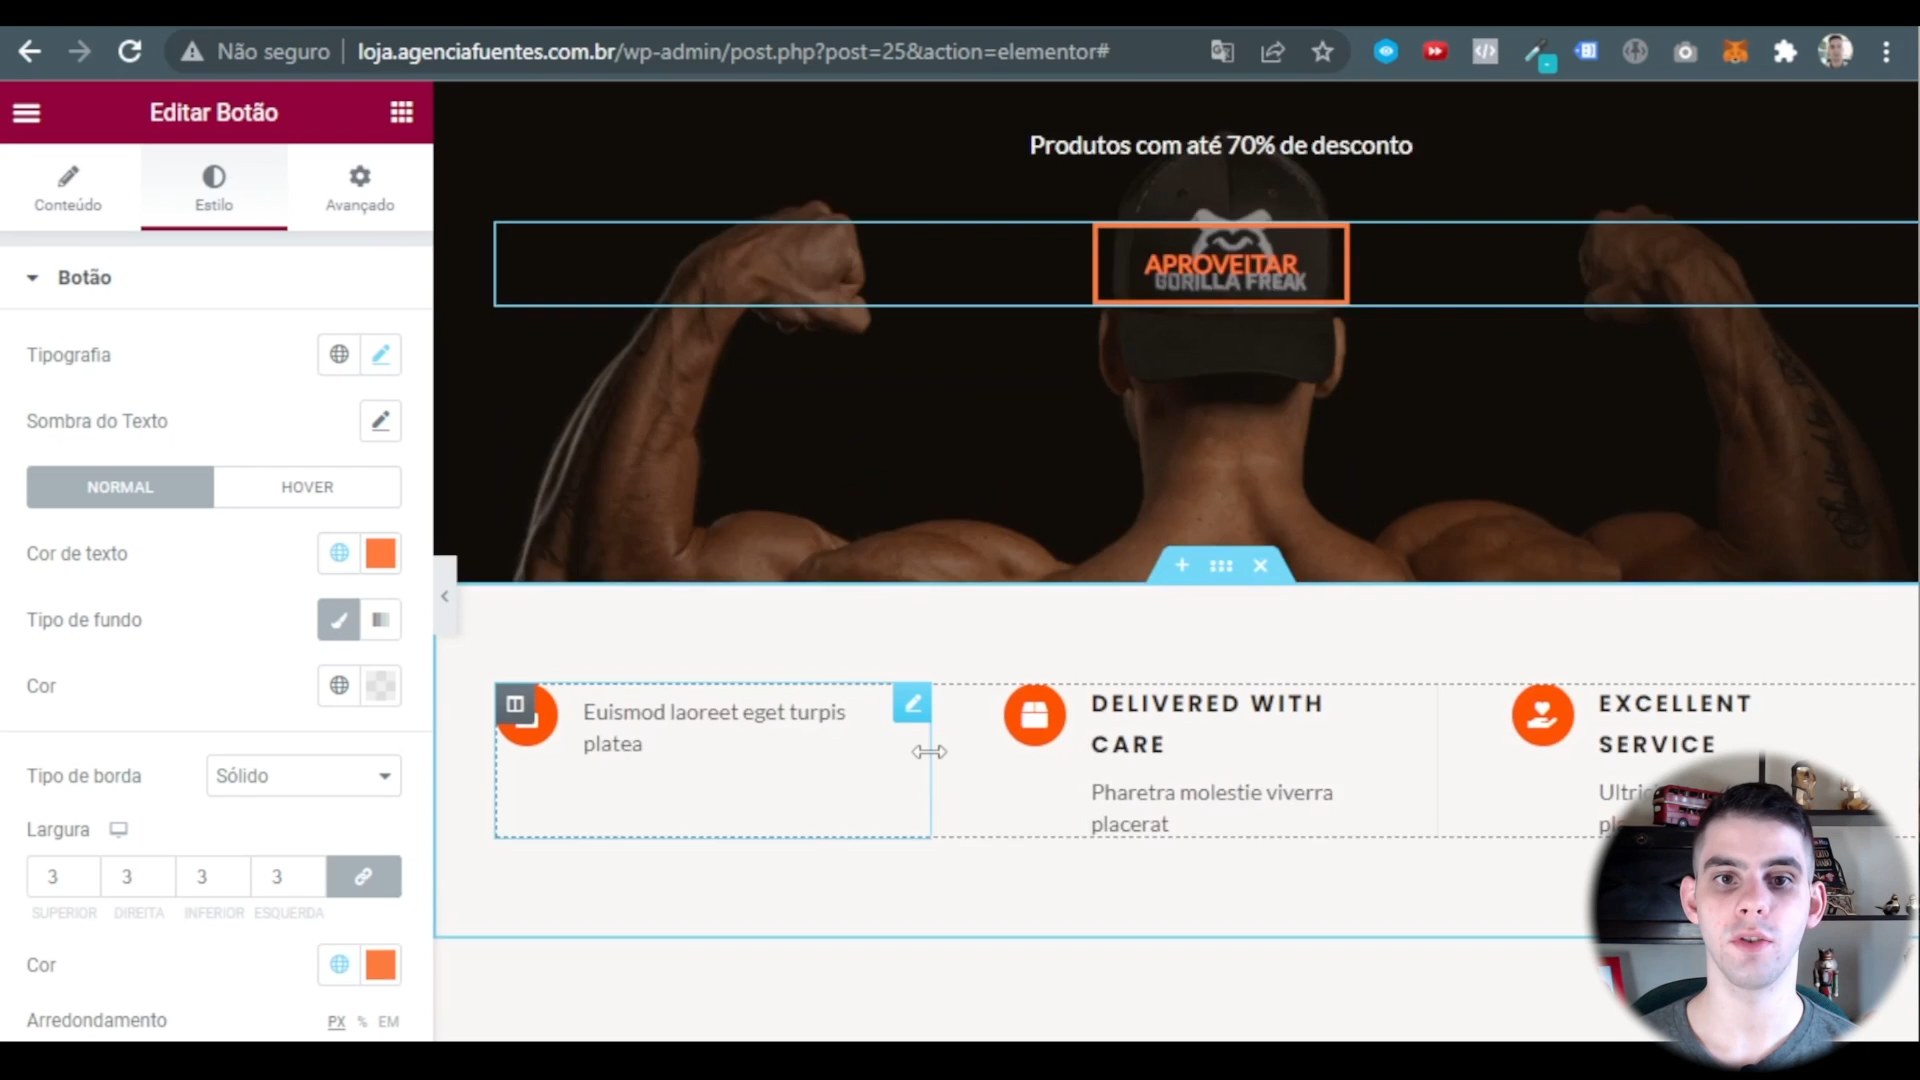 Não seguro
loja.agenciafuentes.com.br/wp-admin/post.php?post=25&action=elementor#
Editar Botão
Conteúdo
Estilo
Avançado
Botão
Tipografia
Sombra do Texto
NORMAL
HOVER
Cor de texto
Tipo de fundo
Cor
Tipo de borda
Sólido
Largura
3
3
3
3
SUPERIOR
DIREITA
INFERIOR
ESQUERDA
Cor
Arredondamento
PX
%
EM
Produtos com até 70% de desconto
APROVEITAR
GORILLA FREAK
Euismod laoreet eget turpis
platea
DELIVERED WITH
CARE
Pharetra molestie viverra
placerat
EXCELLENT
SERVICE